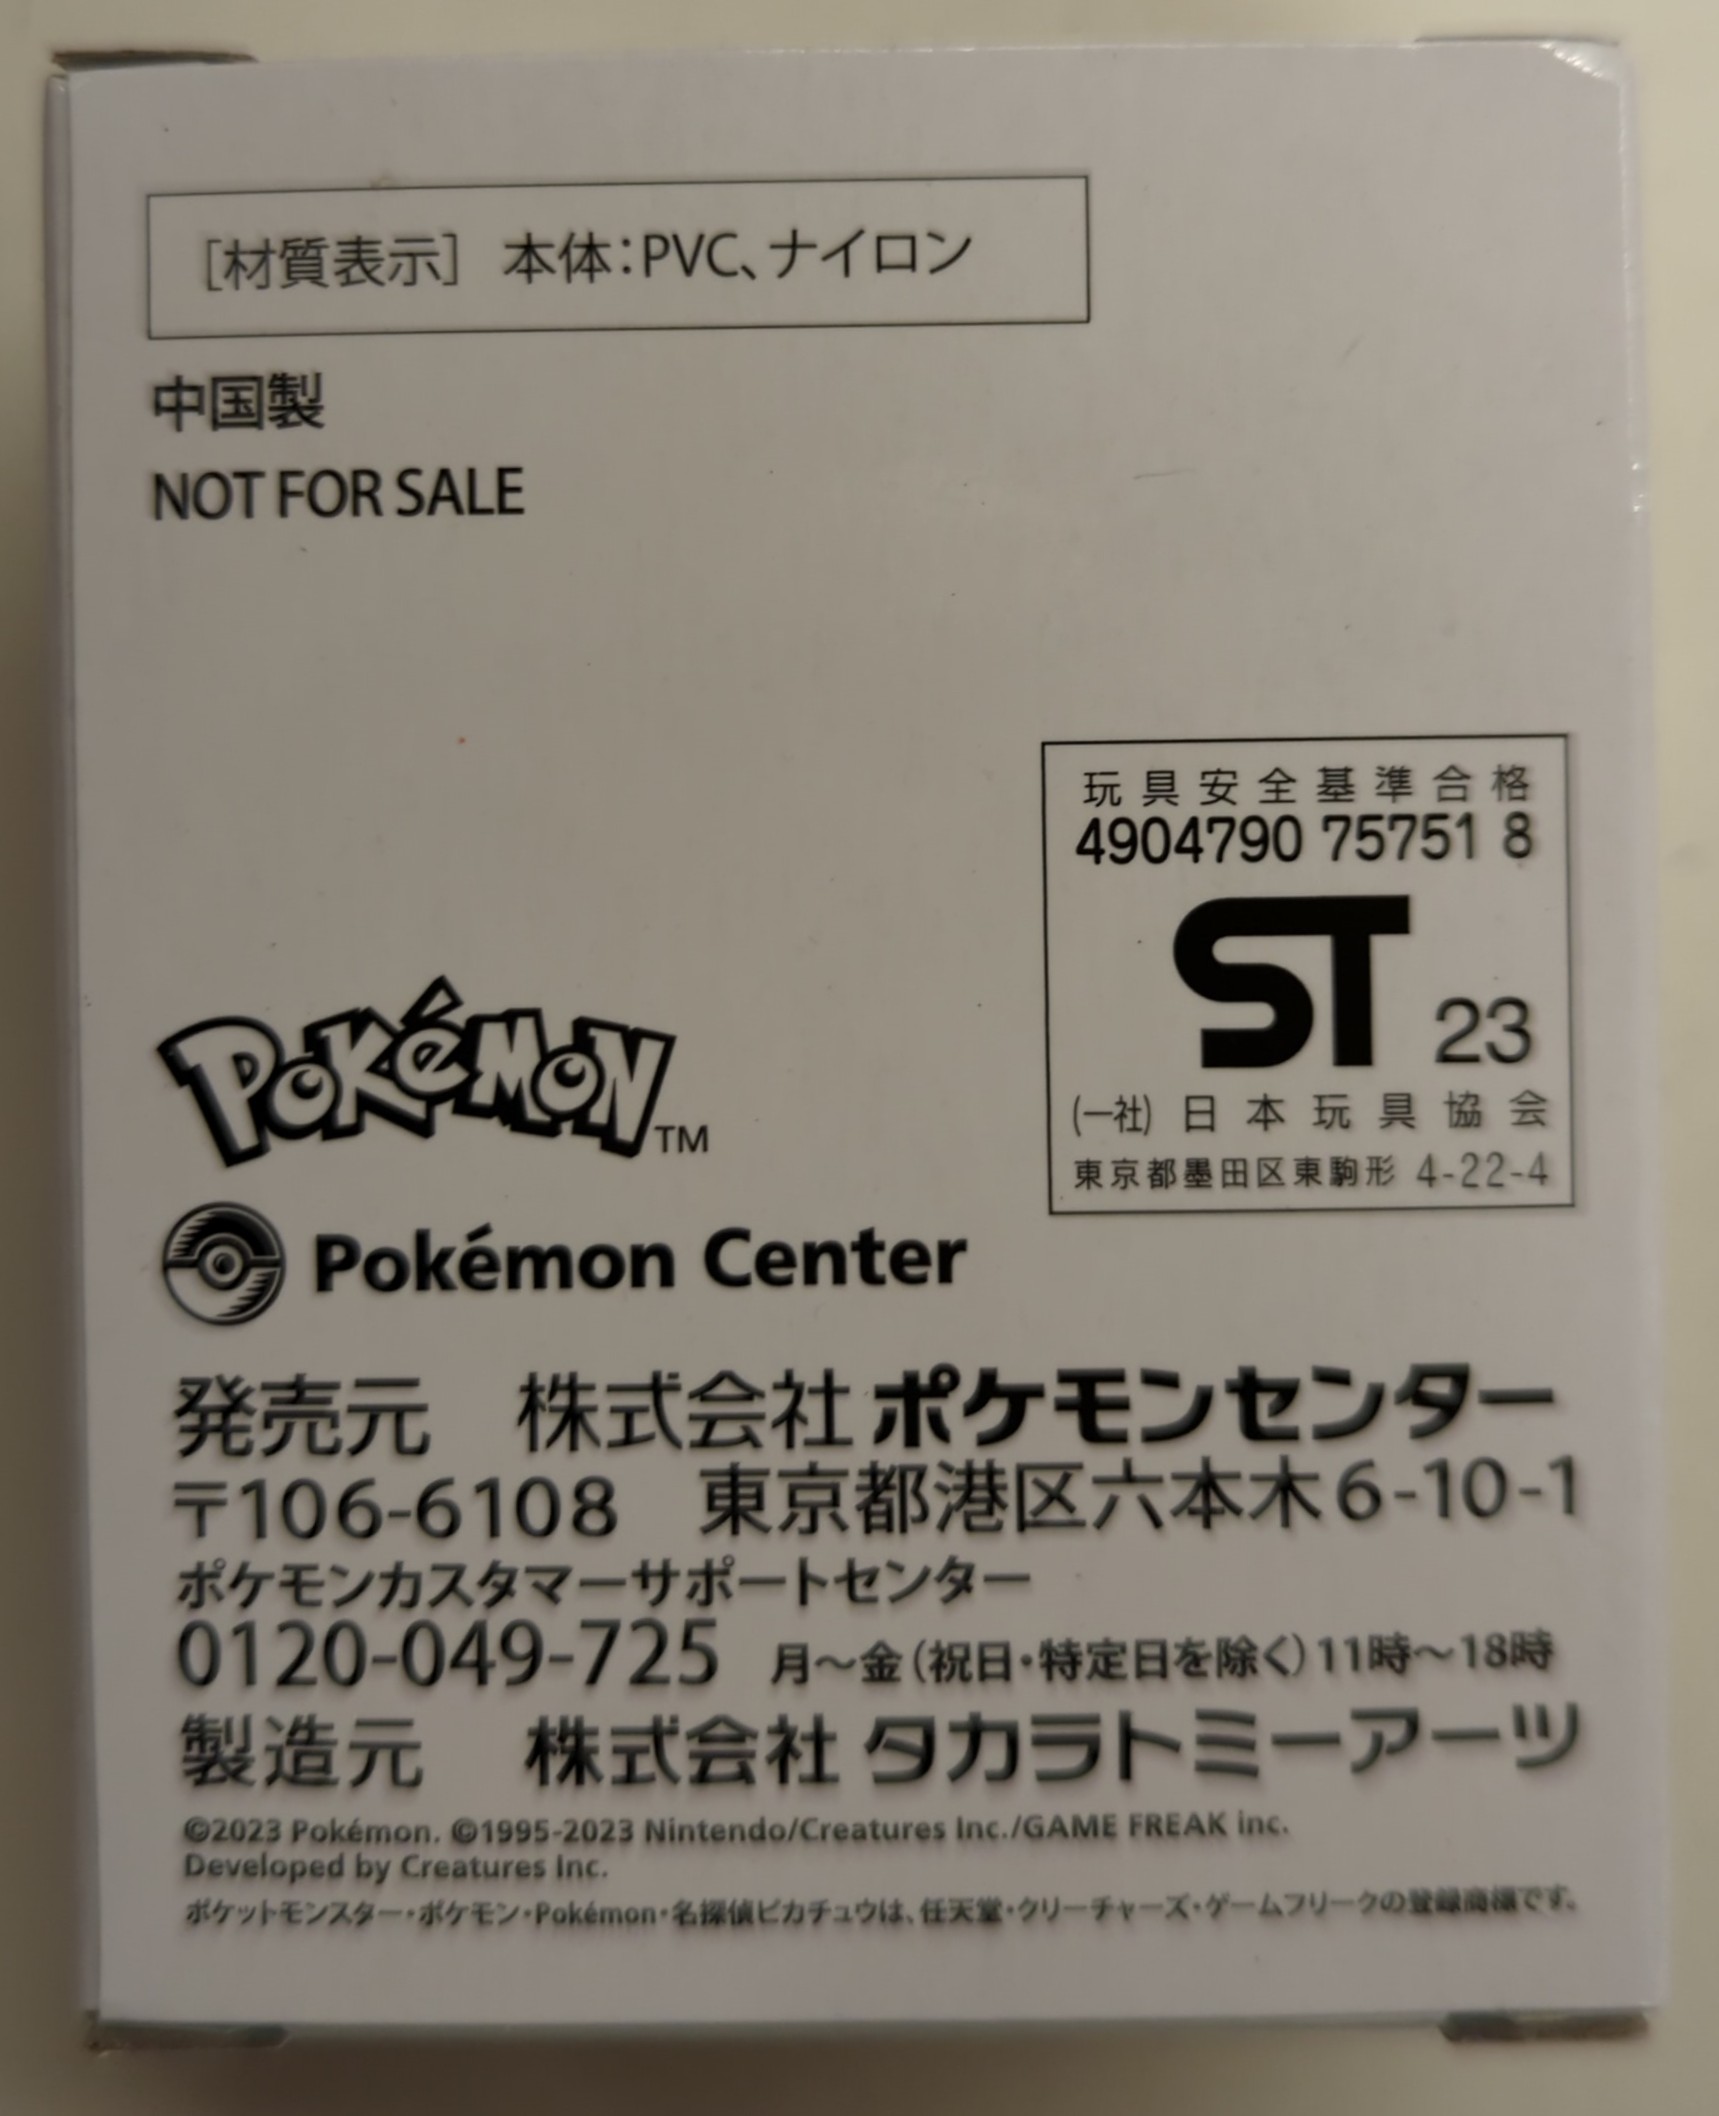 [材質表示] 本体：PVC、ナイロン
中国製
NOT FOR SALE
玩具安全基準合格
4904790 75751 8
ST 23
(一社) 日本玩具協会
東京都墨田区東駒形 4-22-4
POKéMON TM
Pokémon Center
発売元 株式会社 ポケモンセンター
〒106-6108 東京都港区六本木6-10-1
ポケモンカスタマーサポートセンター
0120-049-725 月〜金(祝日・特定日を除く)11時〜18時
製造元 株式会社 タカラトミーアーツ
©2023 Pokémon. ©1995-2023 Nintendo/Creatures Inc./GAME FREAK inc.
Developed by Creatures Inc.
ポケットモンスター・ポケモン・Pokémon・名探偵ピカチュウは、任天堂・クリーチャーズ・ゲームフリークの登録商標です。